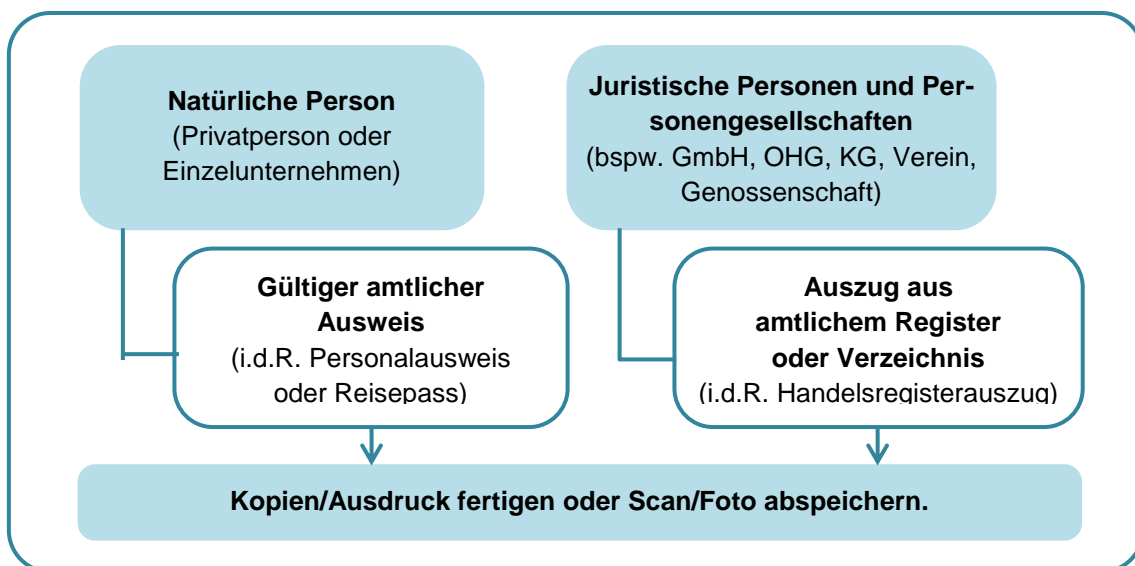 Natürliche Person
(Privatperson oder
Einzelunternehmen)
Juristische Personen und Per-
sonengesellschaften
(bspw. GmbH, OHG, KG, Verein,
Genossenschaft)
Gültiger amtlicher
Ausweis
(i.d.R. Personalausweis
oder Reisepass)
Auszug aus
amtlichem Register
oder Verzeichnis
(i.d.R. Handelsregisterauszug)
Kopien/Ausdruck fertigen oder Scan/Foto abspeichern.